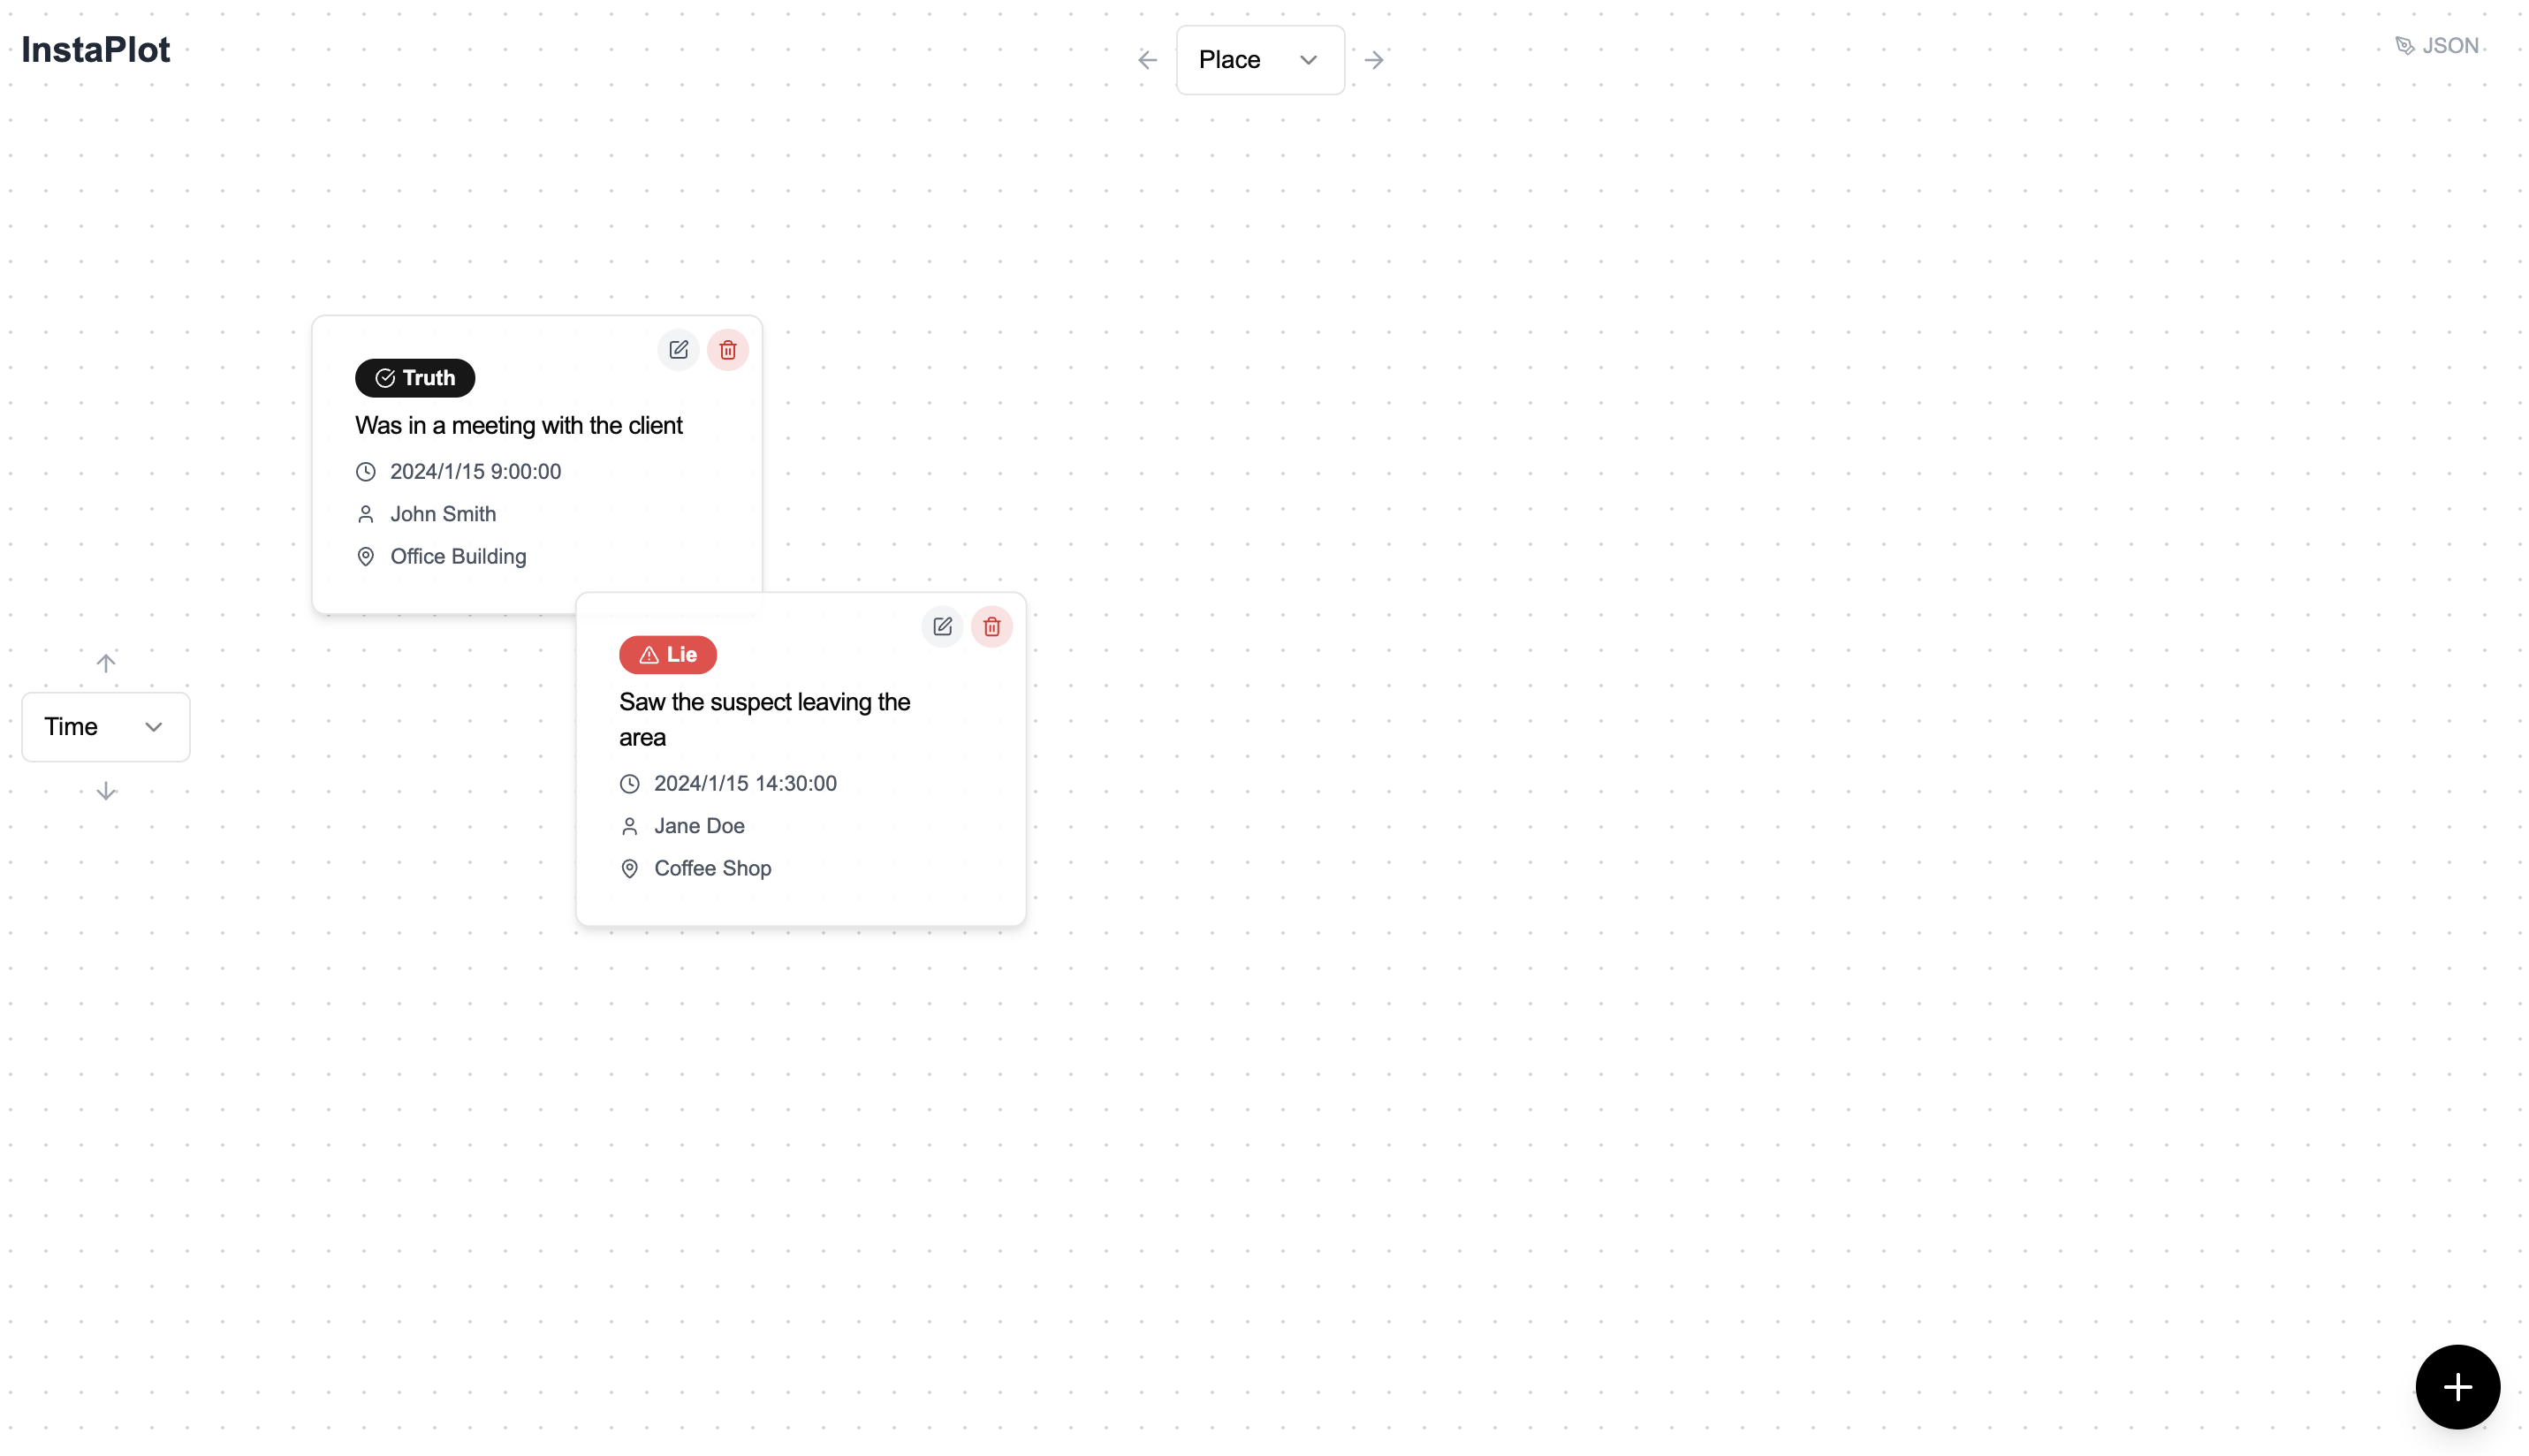 InstaPlot
Place
JSON
Truth
Was in a meeting with the client
2024/1/15 9:00:00
John Smith
Office Building
Time
Lie
Saw the suspect leaving the
area
2024/1/15 14:30:00
Jane Doe
Coffee Shop